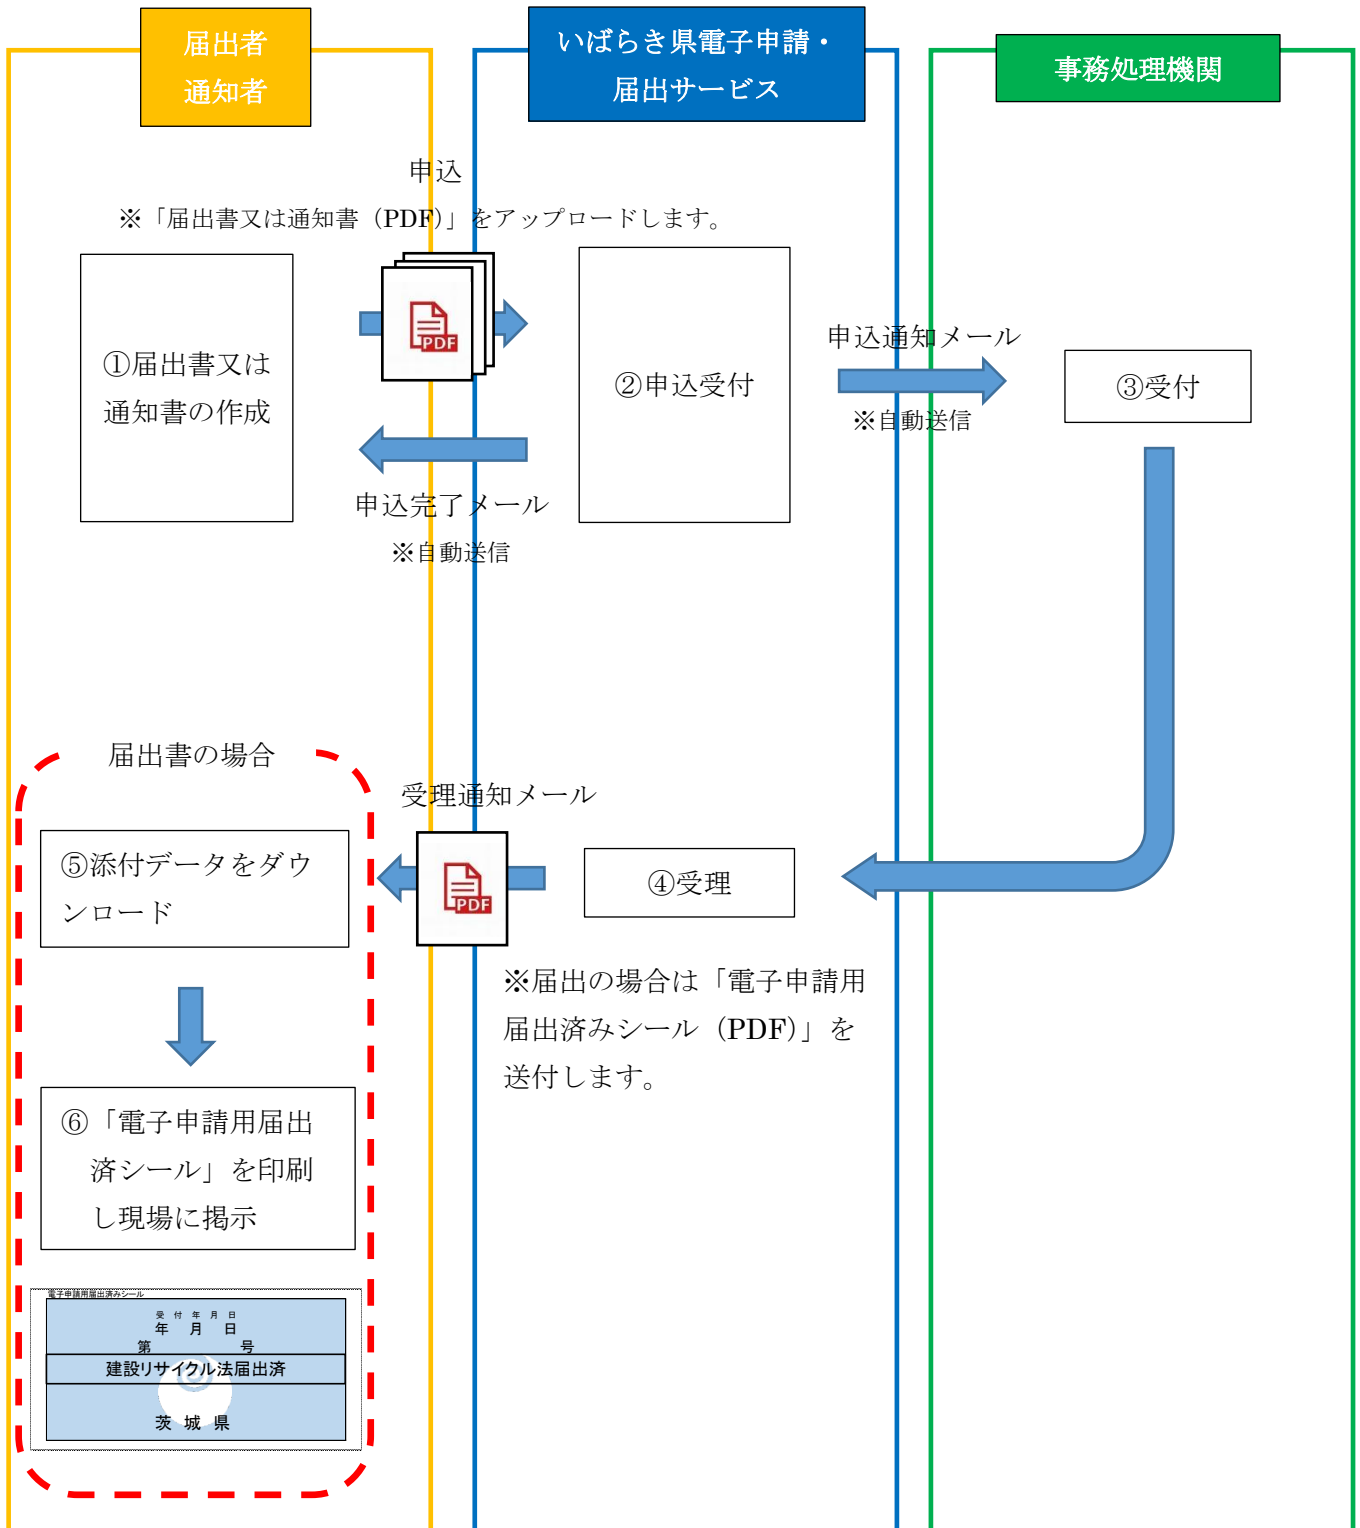 届出者
通知者
いばらき県電子申請・
届出サービス
事務処理機関
申込
※「届出書又は通知書（PDF）」をアップロードします。
①届出書又は
通知書の作成
②申込受付
申込通知メール
※自動送信
③受付
申込完了メール
※自動送信
届出書の場合
受理通知メール
⑤添付データをダウ
ンロード
④受理
※届出の場合は「電子申請用
届出済みシール（PDF）」を
送付します。
⑥「電子申請用届出
済シール」を印刷
し現場に掲示
電子申請用届出済みシール
受付年月日
年 月 日
第 号
建設リサイクル法届出済
茨城県
PDF
PDF